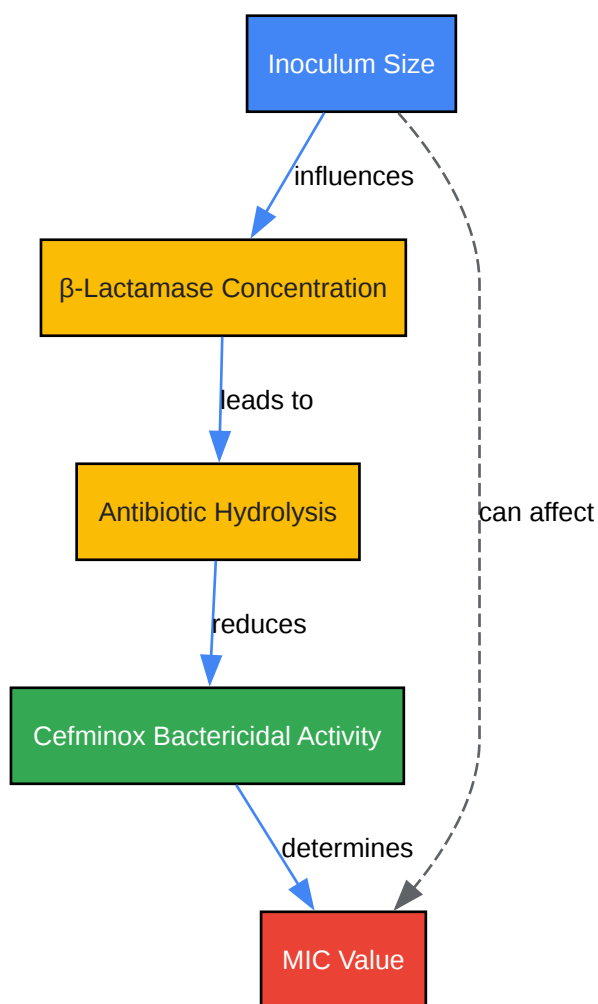 Inoculum Size
influences
β-Lactamase Concentration
leads to
Antibiotic Hydrolysis
can affect
reduces
Cefminox Bactericidal Activity
determines
MIC Value